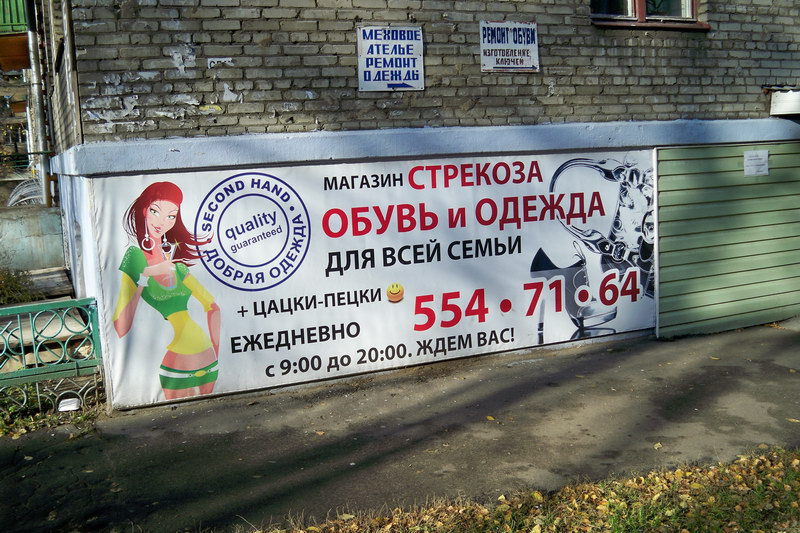 МЕХОВОЕ
АТЕЛЬЕ
РЕМОНТ
ОДЕЖДЫ
РЕМОНТ ОБУВИ
ИЗГОТОВЛЕНИЕ
КЛЮЧЕЙ
SECOND HAND
quality
guaranteed
ДОБРАЯ ОДЕЖДА
МАГАЗИН СТРЕКОЗА
ОБУВЬ и ОДЕЖДА
ДЛЯ ВСЕЙ СЕМЬИ
+ ЦАЦКИ-ПЕЦКИ
554 • 71 • 64
ЕЖЕДНЕВНО
с 9:00 до 20:00. ЖДЕМ ВАС!